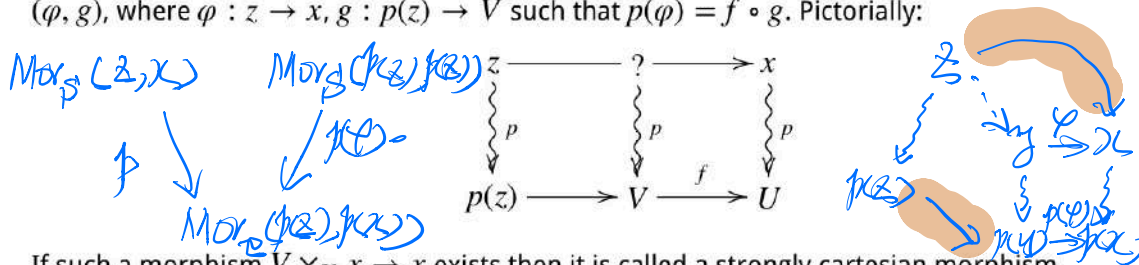 (φ, g), where φ : z → x, g : p(z) → V such that p(φ) = f ∘ g. Pictorially:
Mor_S(z,x) Mor_S(p(z), p(z)) z ? x z
p p p φ
p p(φ)∘ f y → x
p(z) V U p(z)
Mor_C(p(z), p(x)) p(y) → p(x) p(φ)
If such a morphism V ×_U x → x exists then it is called a strongly cartesian morphism